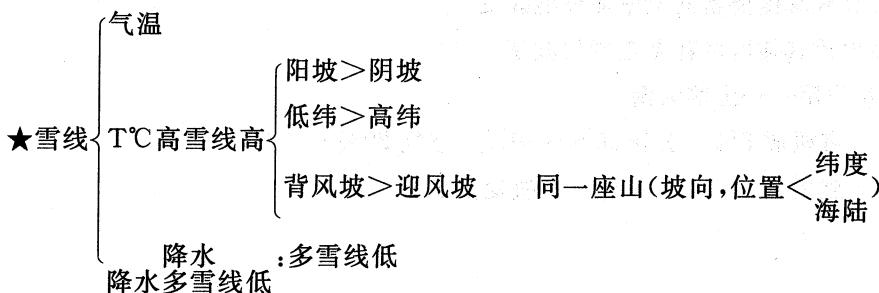 气温
阳坡>阴坡
低纬>高纬
★雪线 T℃高雪线高
背风坡>迎风坡 同一座山(坡向,位置<纬度 海陆)
降水 :多雪线低
降水多雪线低